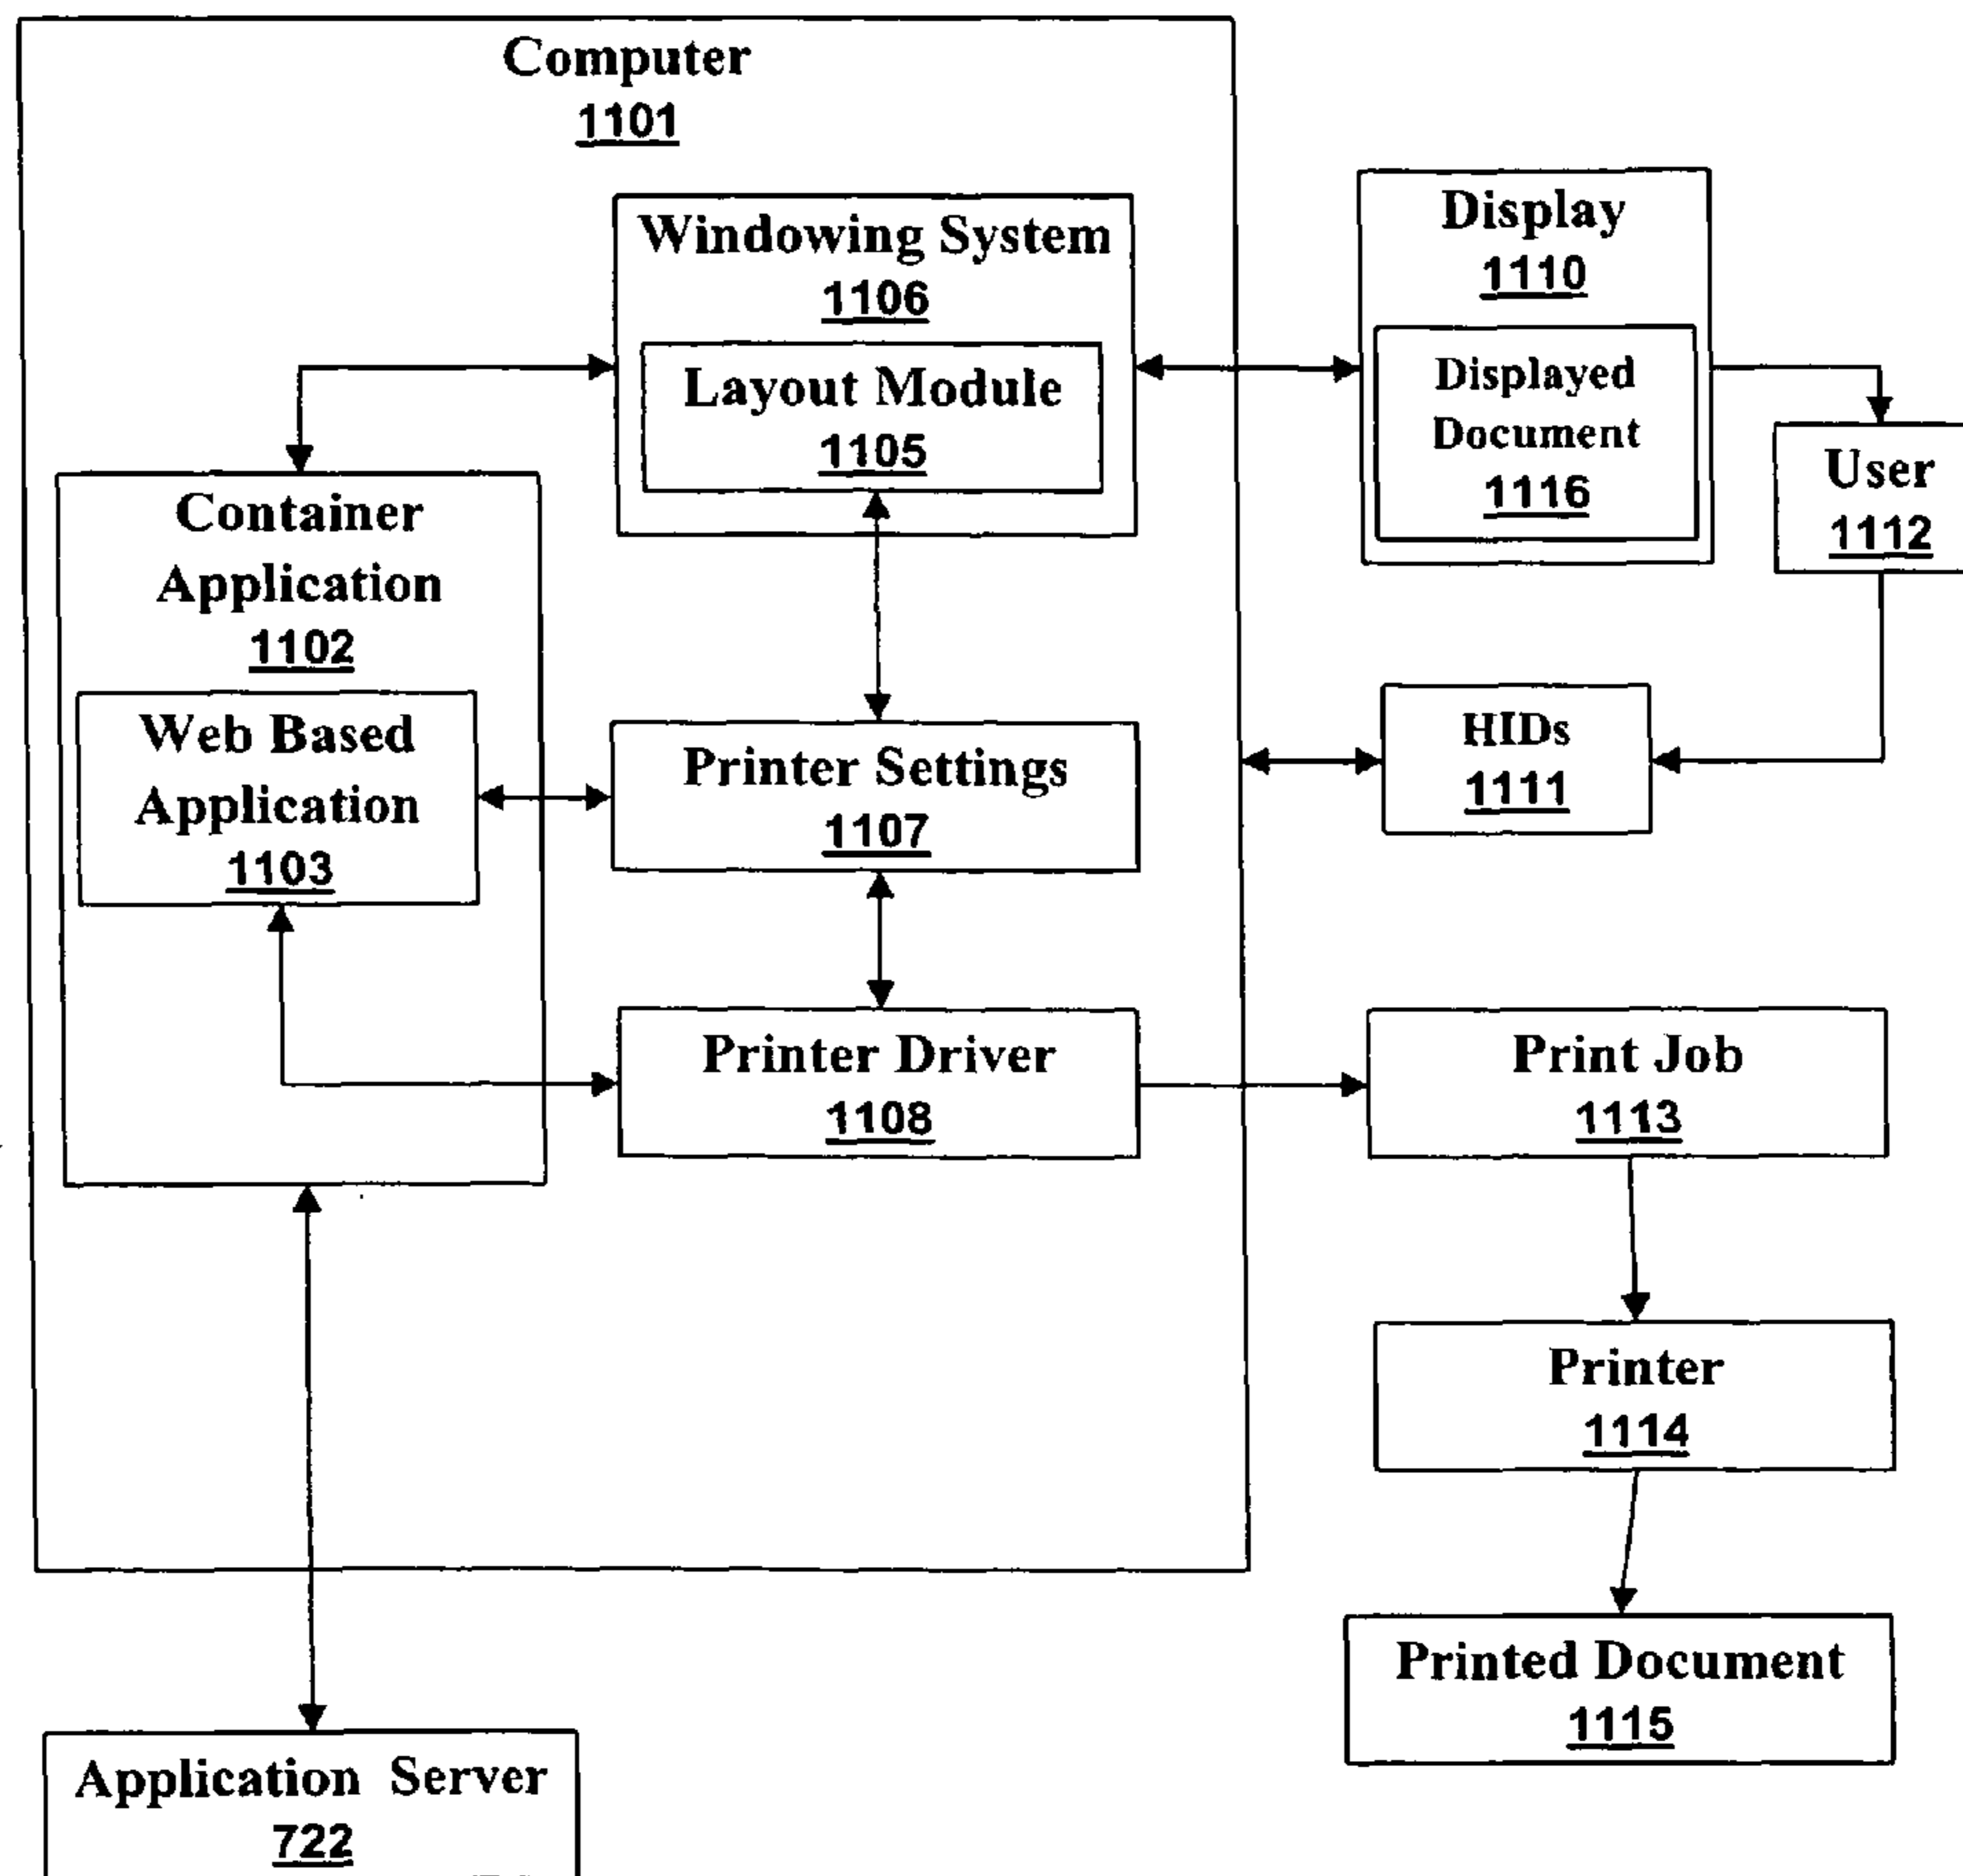 Computer
1101
Windowing System
1106
Layout Module
1105
Display
1110
Displayed
Document
1116
User
1112
Container
Application
1102
Web Based
Application
1103
Printer Settings
1107
HIDs
1111
Printer Driver
1108
Print Job
1113
Printer
1114
Printed Document
1115
Application Server
722